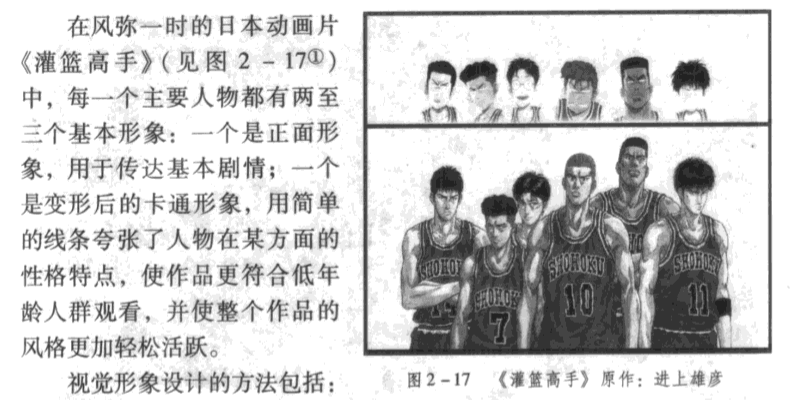 在风弥一时的日本动画片
《灌篮高手》(见图2－17①)
中，每一个主要人物都有两至
三个基本形象：一个是正面形
象，用于传达基本剧情；一个
是变形后的卡通形象，用简单
的线条夸张了人物在某方面的
性格特点，使作品更符合低年
龄人群观看，并使整个作品的
风格更加轻松活跃。
视觉形象设计的方法包括：
SHOHOKU
14
SHOHOKU
7
SHOHOKU
10
SHOHOKU
11
图2－17 《灌篮高手》原作：进上雄彦